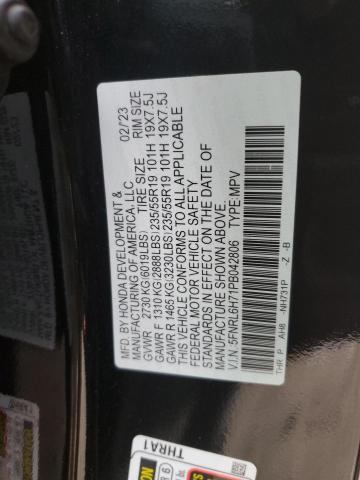 MFD. BY HONDA DEVELOPMENT &
MANUFACTURING OF AMERICA, LLC
02/'23
GVWR 2730 KG(6019LBS) TIRE SIZE RIM SIZE
GAWR F 1310 KG(2888LBS)235/55R19 101H 19X7.5J
GAWR R 1465 KG(3230LBS)235/55R19 101H 19X7.5J
THIS VEHICLE CONFORMS TO ALL APPLICABLE
FEDERAL MOTOR VEHICLE SAFETY
STANDARDS IN EFFECT ON THE DATE OF
MANUFACTURE SHOWN ABOVE.
V.I.N.:5FNRL6H71PB042806 TYPE:MPV
THR P AH8 -NH731P -Z -B
THRA1